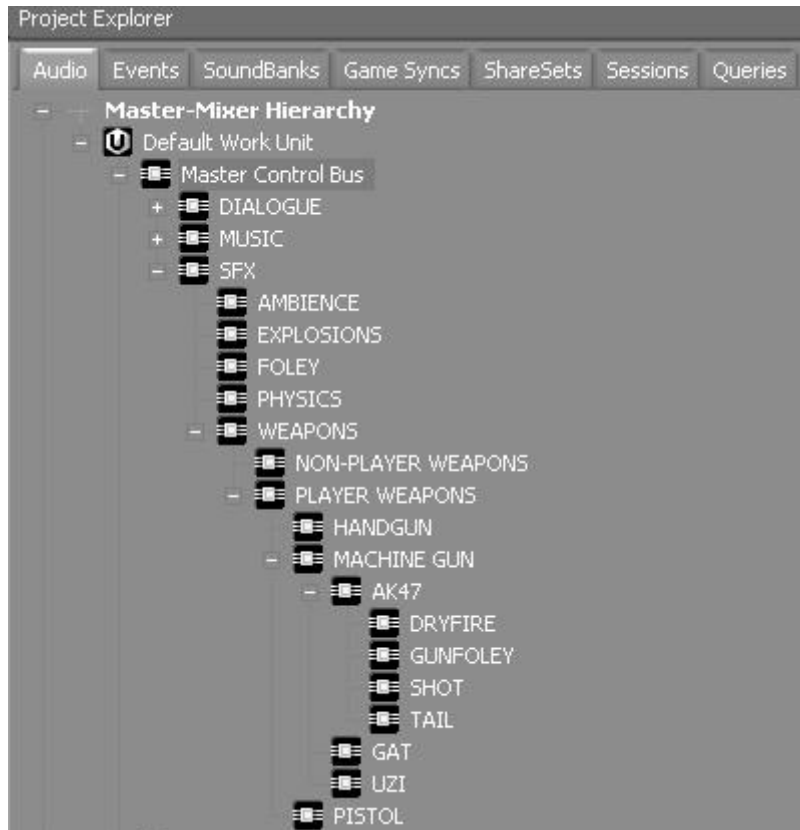 Project Explorer
Audio Events SoundBanks Game Syncs ShareSets Sessions Queries
Master-Mixer Hierarchy
Default Work Unit
Master Control Bus
DIALOGUE
MUSIC
SFX
AMBIENCE
EXPLOSIONS
FOLEY
PHYSICS
WEAPONS
NON-PLAYER WEAPONS
PLAYER WEAPONS
HANDGUN
MACHINE GUN
AK47
DRYFIRE
GUNFOLEY
SHOT
TAIL
GAT
UZI
PISTOL